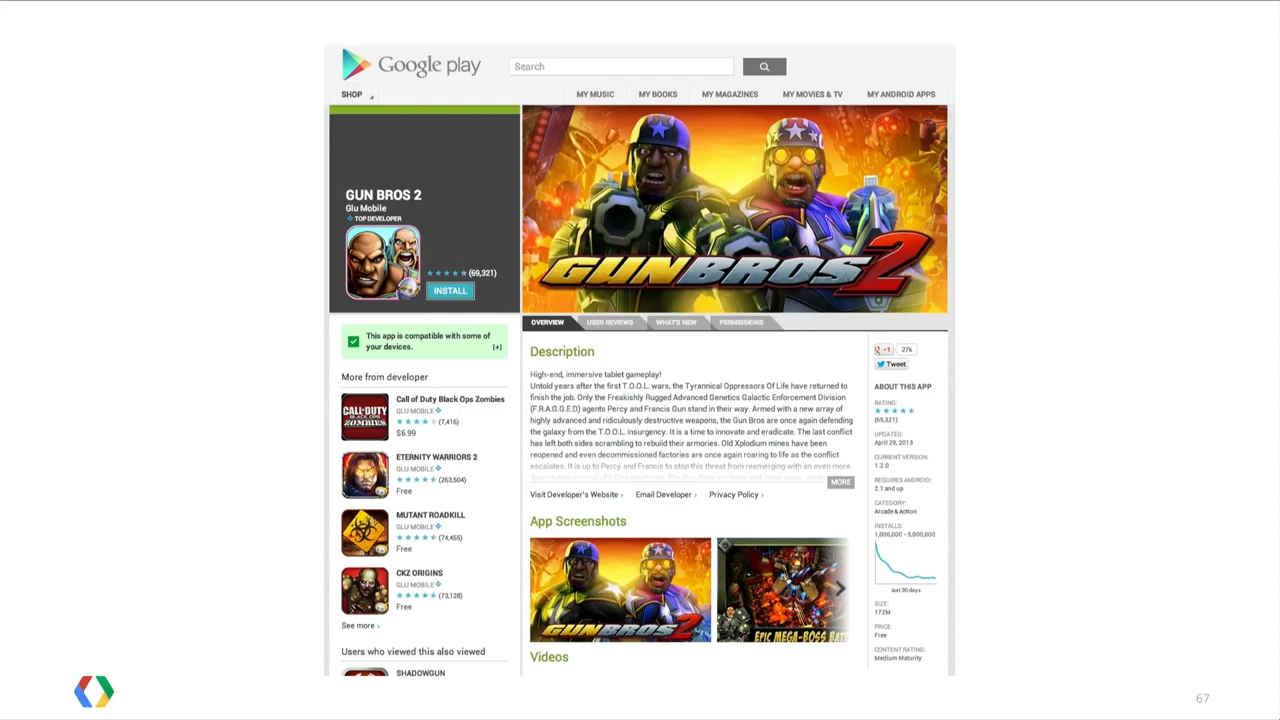 Google play
Search
SHOP
MY MUSIC
MY BOOKS
MY MAGAZINES
MY MOVIES & TV
MY ANDROID APPS
GUN BROS 2
Glu Mobile
TOP DEVELOPER
(69,321)
INSTALL
GUNBROS2
This app is compatible with some of
your devices.
[+]
More from developer
Call of Duty Black Ops Zombies
GLU MOBILE
(7,416)
$6.99
CALL OF DUTY
BLACK OPS
ZOMBIES
ETERNITY WARRIORS 2
GLU MOBILE
(263,504)
Free
MUTANT ROADKILL
GLU MOBILE
(74,455)
Free
CKZ ORIGINS
GLU MOBILE
(73,128)
Free
See more ›
Users who viewed this also viewed
SHADOWGUN
OVERVIEW
USER REVIEWS
WHAT'S NEW
PERMISSIONS
Description
High-end, immersive tablet gameplay!
Untold years after the first T.O.O.L. wars, the Tyrannical Oppressors Of Life have returned to
finish the job. Only the Freakishly Rugged Advanced Genetics Galactic Enforcement Division
(F.R.A.G.G.E.D) agents Percy and Francis Gun stand in their way. Armed with a new array of
highly advanced and ridiculously destructive weapons, the Gun Bros are once again defending
the galaxy from the T.O.O.L. insurgency. It is a time to innovate and eradicate. The last conflict
has left both sides scrambling to rebuild their armories. Old Xplodium mines have been
reopened and even decommissioned factories are once again roaring to life as the conflict
escalates. It is up to Percy and Francis to stop this threat from reemerging with an even more
MORE
Visit Developer's Website ›
Email Developer ›
Privacy Policy ›
App Screenshots
GUNBROS2
EPIC MEGA-BOSS BAT
Videos
+1
27k
Tweet
ABOUT THIS APP
RATING:
(69,321)
UPDATED:
April 29, 2013
CURRENT VERSION:
1.2.0
REQUIRES ANDROID:
2.1 and up
CATEGORY:
Arcade & Action
INSTALLS:
1,000,000 - 5,000,000
last 30 days
SIZE:
172M
PRICE:
Free
CONTENT RATING:
Medium Maturity
67